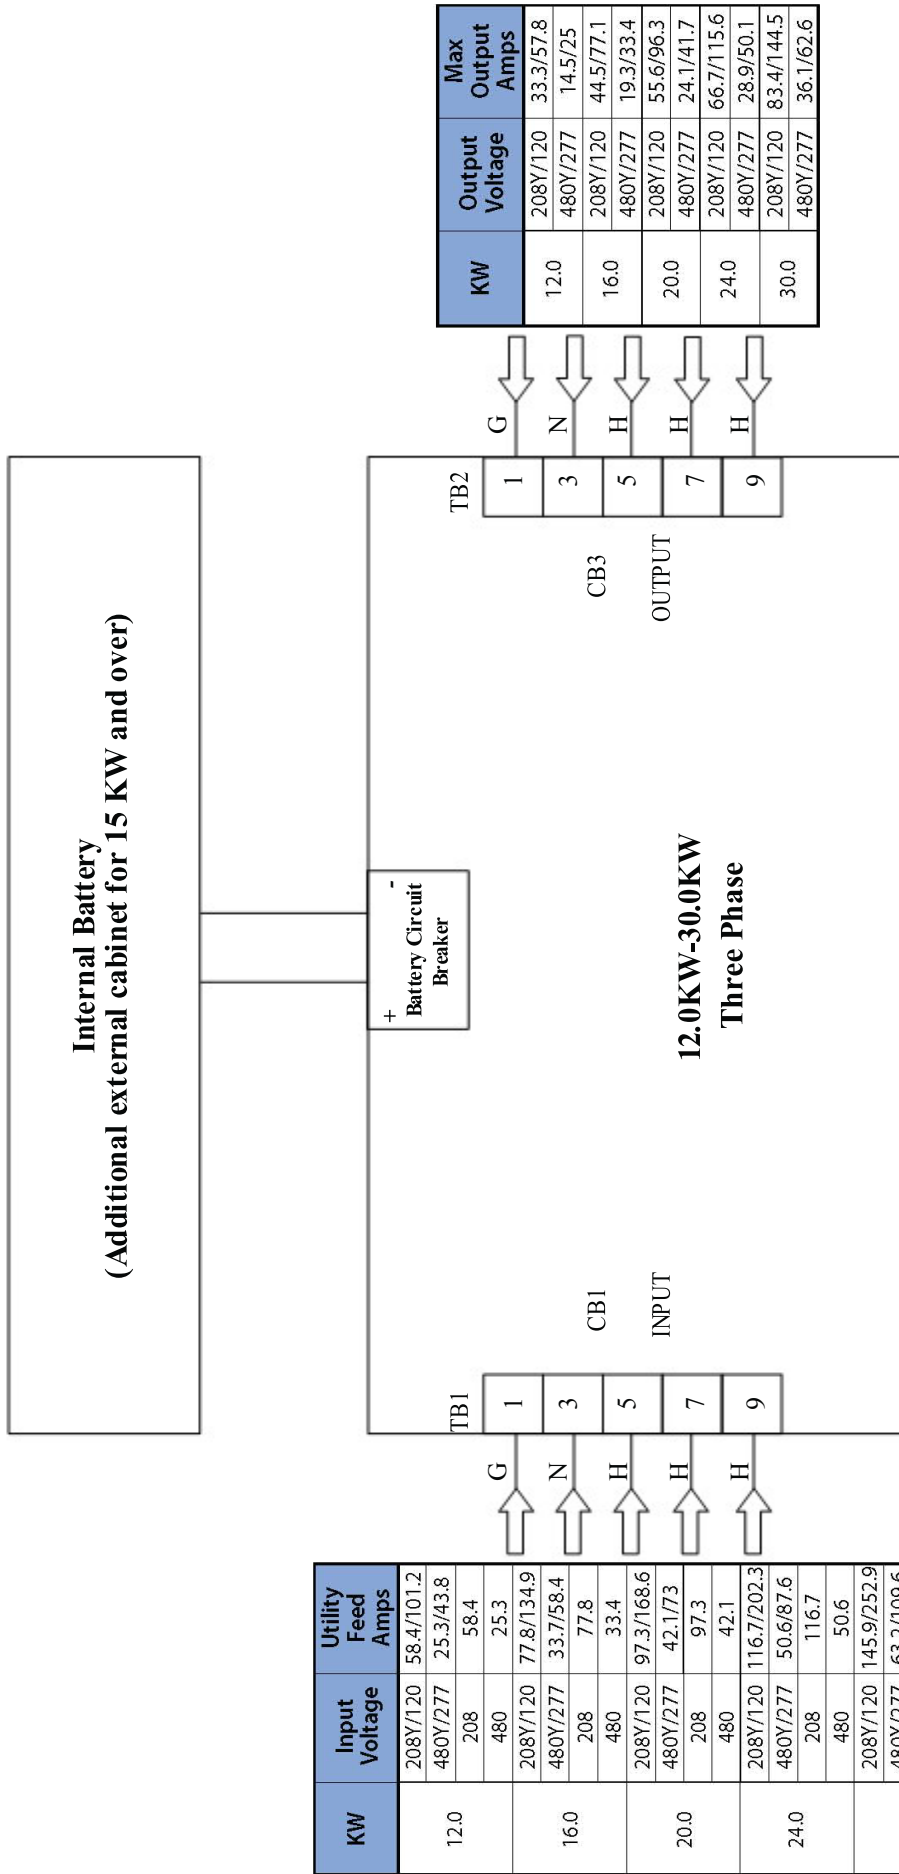 Internal Battery
(Additional external cabinet for 15 KW and over)
+ -
Battery Circuit
Breaker
12.0KW-30.0KW
Three Phase
KW Input Voltage Utility Feed Amps
12.0 208Y/120 58.4/101.2
480Y/277 25.3/43.8
208 58.4
480 25.3
16.0 208Y/120 77.8/134.9
480Y/277 33.7/58.4
208 77.8
480 33.4
20.0 208Y/120 97.3/168.6
480Y/277 42.1/73
208 97.3
480 42.1
24.0 208Y/120 116.7/202.3
480Y/277 50.6/87.6
208 116.7
480 50.6
208Y/120 145.9/252.9
480Y/277 63.2/109.6
G
N
H
H
H
TB1
1
3
5
7
9
CB1
INPUT
CB3
OUTPUT
TB2
1
3
5
7
9
G
N
H
H
H
KW Output Voltage Max Output Amps
12.0 208Y/120 33.3/57.8
480Y/277 14.5/25
16.0 208Y/120 44.5/77.1
480Y/277 19.3/33.4
20.0 208Y/120 55.6/96.3
480Y/277 24.1/41.7
24.0 208Y/120 66.7/115.6
480Y/277 28.9/50.1
30.0 208Y/120 83.4/144.5
480Y/277 36.1/62.6